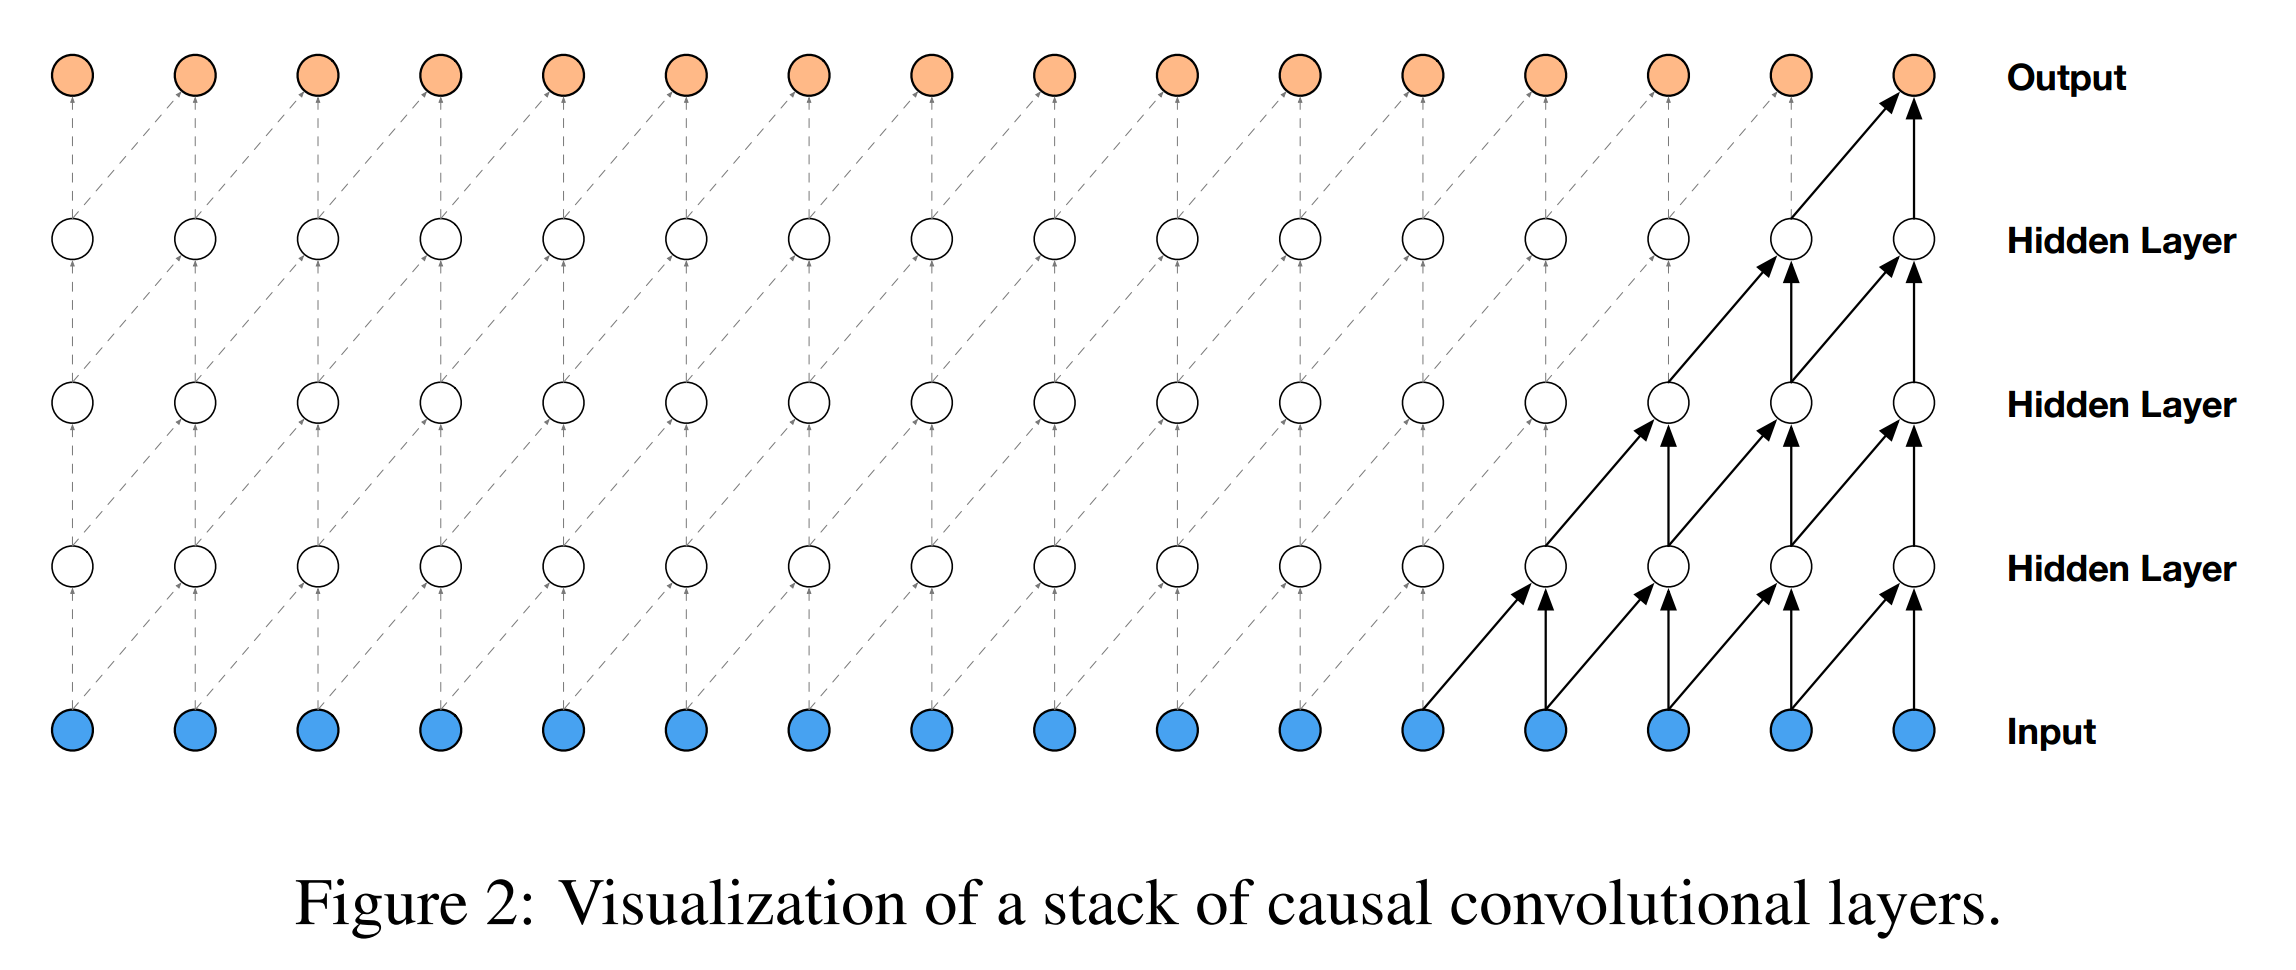 Output
Hidden Layer
Hidden Layer
Hidden Layer
Input
Figure 2: Visualization of a stack of causal convolutional layers.